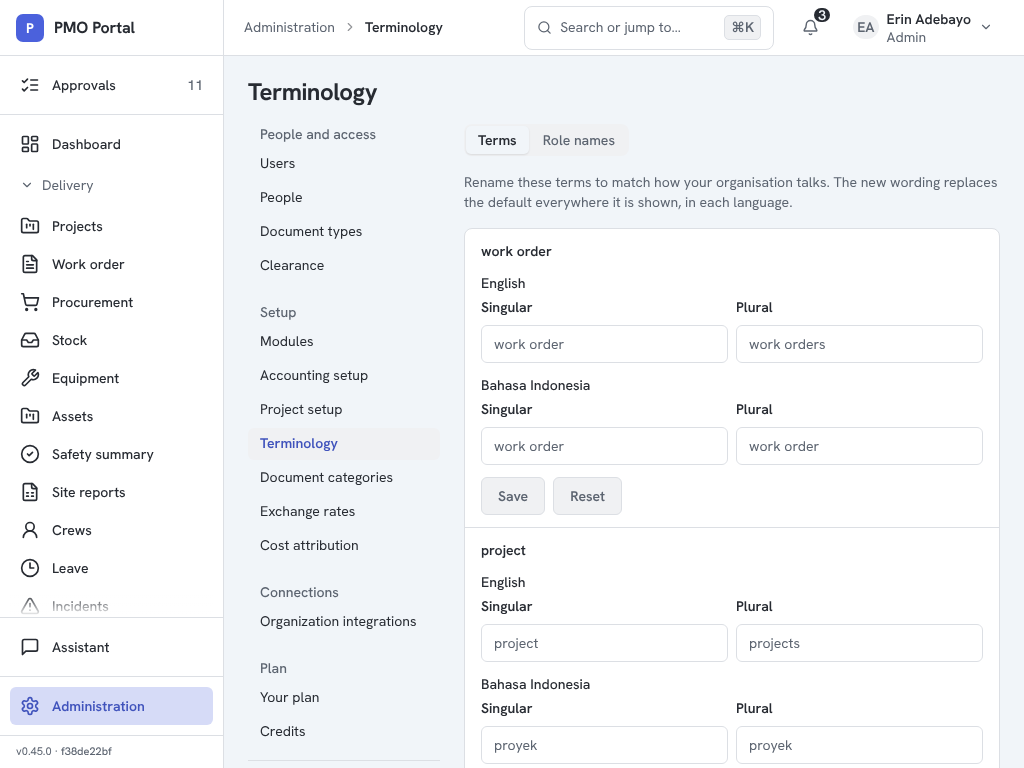 P PMO Portal
Administration > Terminology
Search or jump to... ⌘K
3
EA
Erin Adebayo
Admin
Approvals 11
Dashboard
Delivery
Projects
Work order
Procurement
Stock
Equipment
Assets
Safety summary
Site reports
Crews
Leave
Incidents
Assistant
Administration
v0.45.0 · f38de22bf
Terminology
People and access
Users
People
Document types
Clearance
Setup
Modules
Accounting setup
Project setup
Terminology
Document categories
Exchange rates
Cost attribution
Connections
Organization integrations
Plan
Your plan
Credits
Terms Role names
Rename these terms to match how your organisation talks. The new wording replaces
the default everywhere it is shown, in each language.
work order
English
Singular Plural
work order work orders
Bahasa Indonesia
Singular Plural
work order work order
Save Reset
project
English
Singular Plural
project projects
Bahasa Indonesia
Singular Plural
proyek proyek